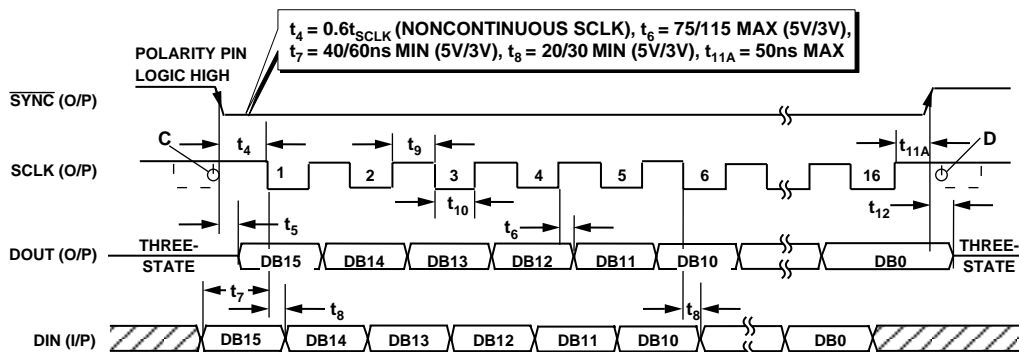 t4 = 0.6tSCLK (NONCONTINUOUS SCLK), t6 = 75/115 MAX (5V/3V),
t7 = 40/60ns MIN (5V/3V), t8 = 20/30 MIN (5V/3V), t11A = 50ns MAX
POLARITY PIN
LOGIC HIGH
SYNC (O/P)
C
t4
t9
t11A
D
SCLK (O/P)
1
2
3
4
5
6
16
t10
t5
t6
t12
DOUT (O/P)
THREE-
STATE
DB15
DB14
DB13
DB12
DB11
DB10
DB0
THREE-
STATE
t7
t8
t8
DIN (I/P)
DB15
DB14
DB13
DB12
DB11
DB10
DB0